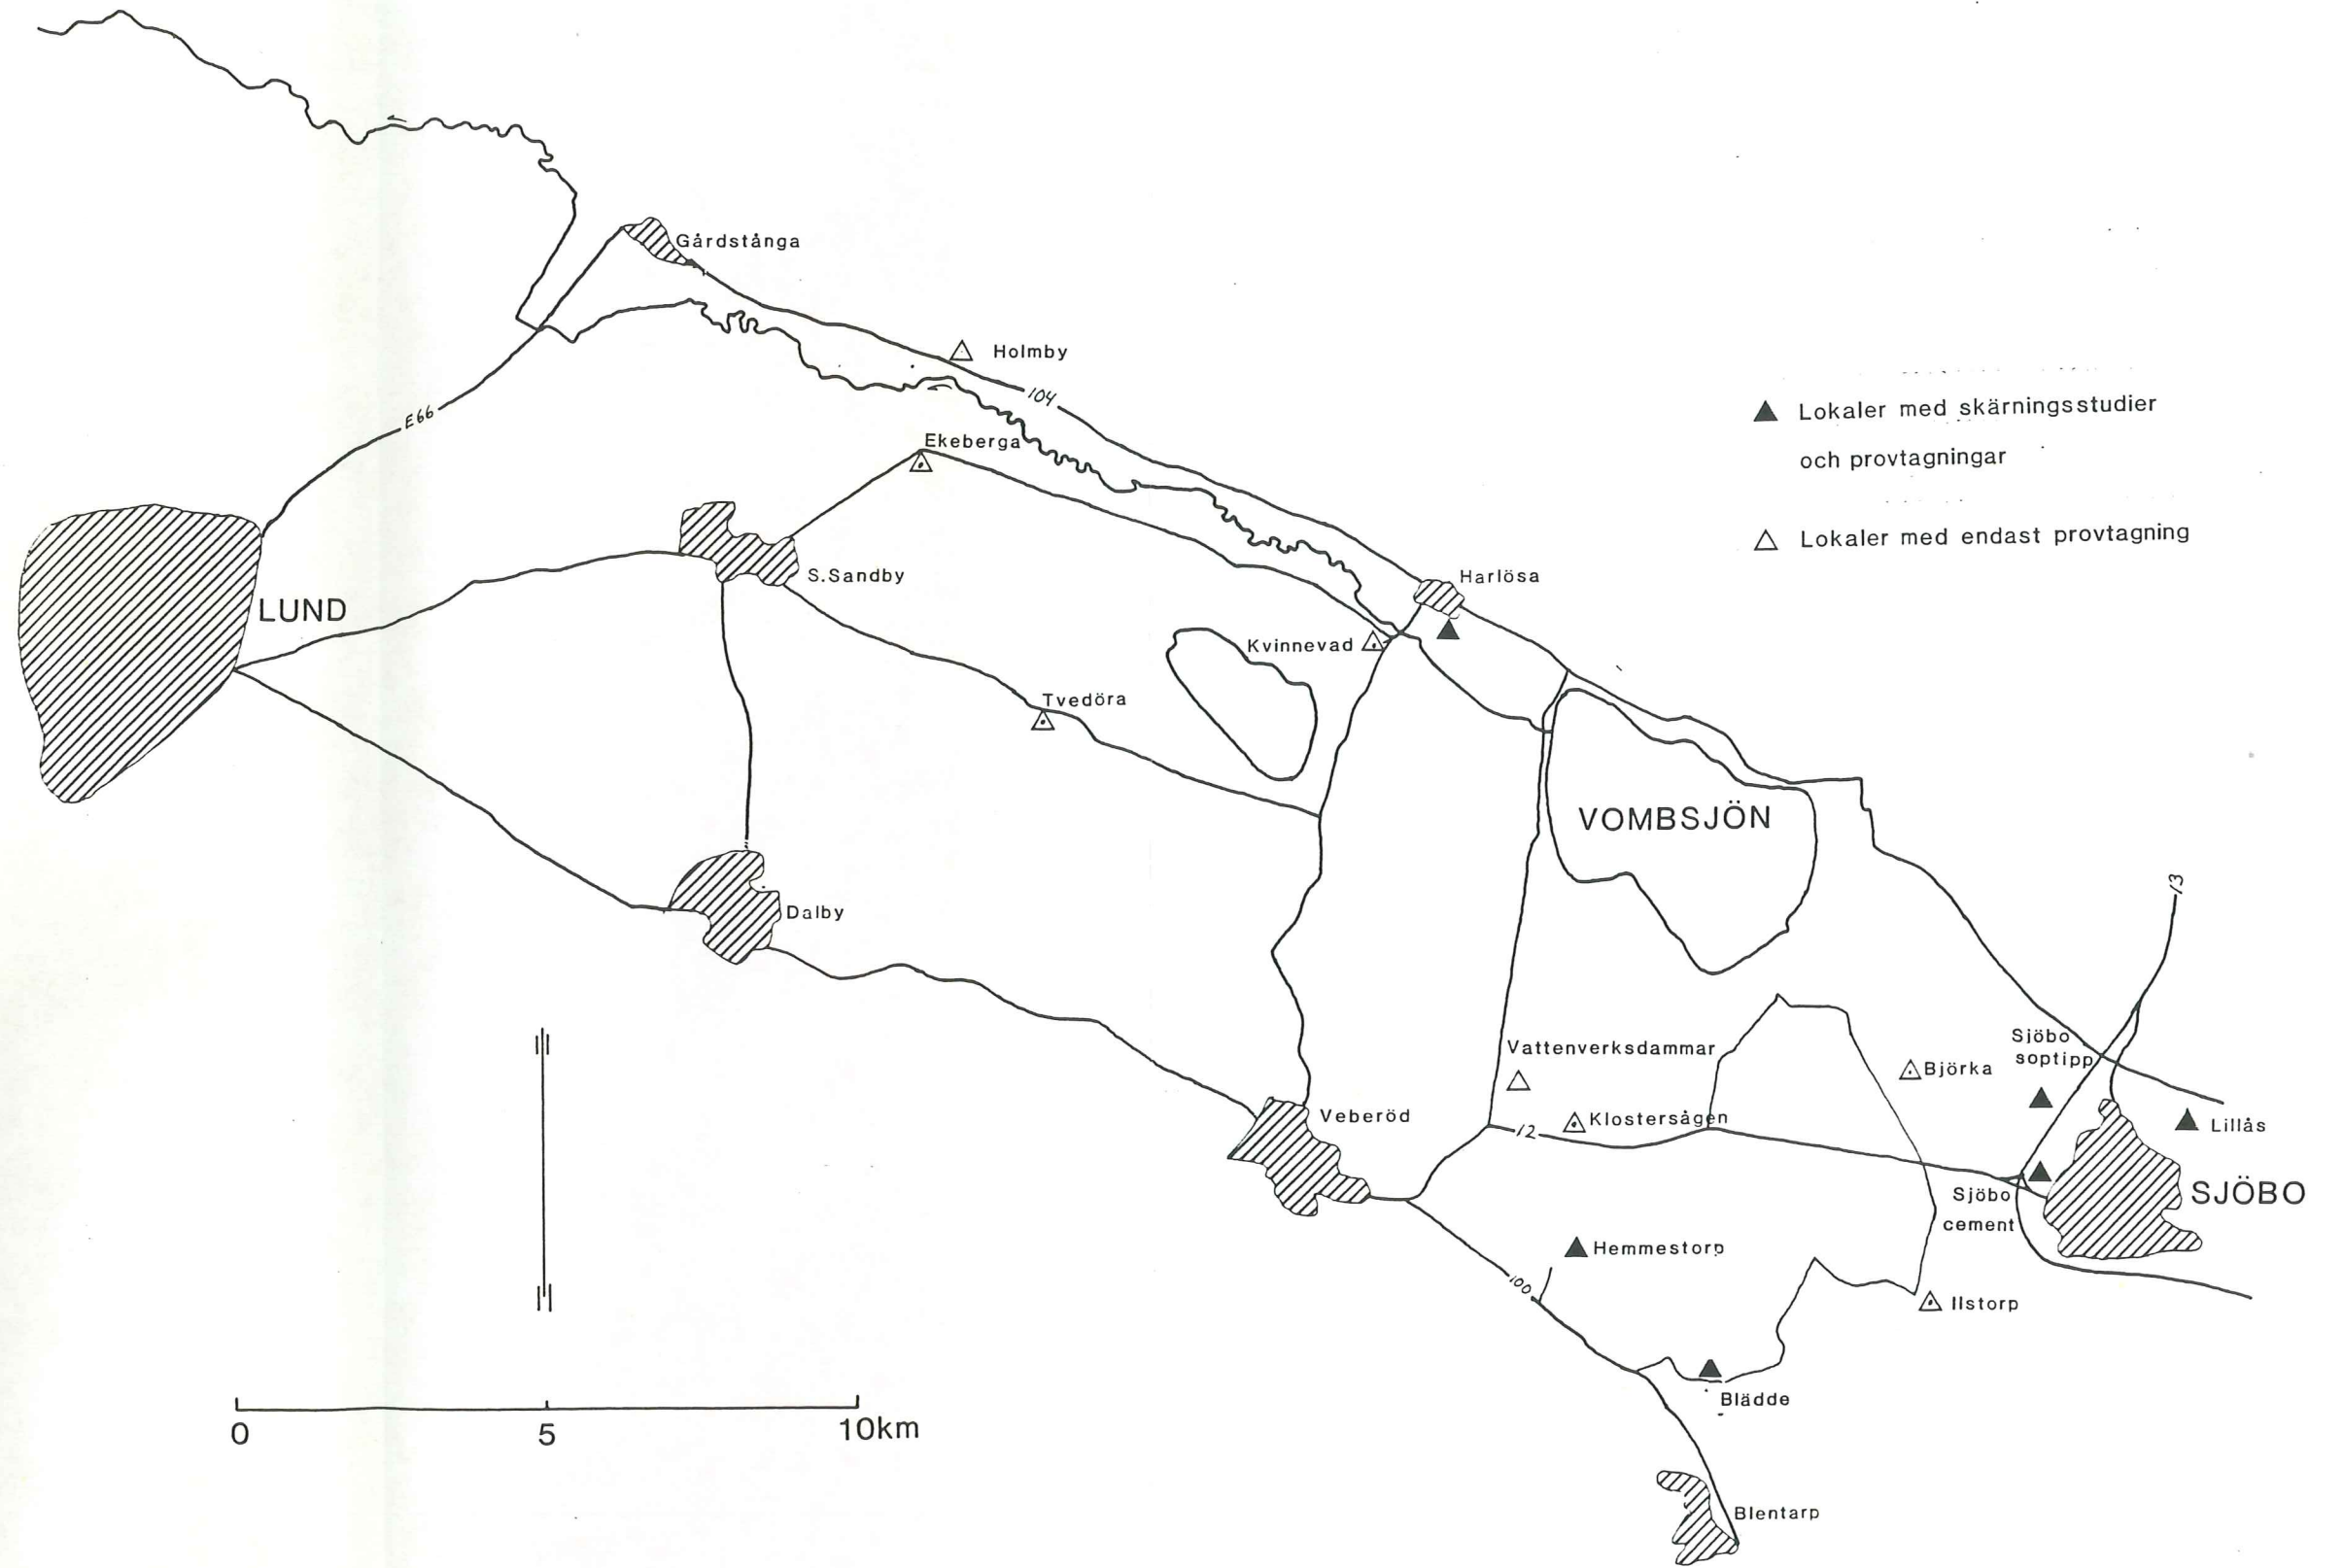 Gårdstånga
Holmby
104
E66
Ekeberga
Lokaler med skärningsstudier
och provtagningar
Lokaler med endast provtagning
S.Sandby
Harlösa
LUND
Kvinnevad
Tvedöra
VOMBSJÖN
13
Dalby
Vattenverksdammar
Sjöbo
soptipp
Björka
Veberöd
Klostersågen
12
Lillås
Sjöbo
cement
SJÖBO
Hemmestorp
100
Ilstorp
Blädde
0
5
10km
Blentarp